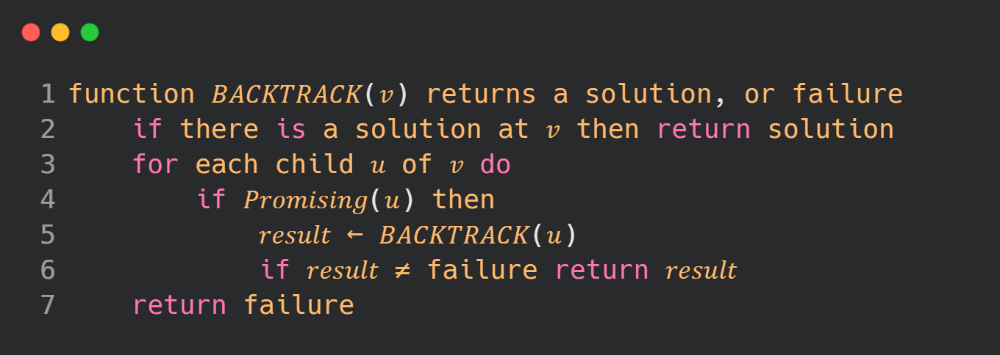 1 function BACKTRACK(v) returns a solution, or failure
2 if there is a solution at v then return solution
3 for each child u of v do
4 if Promising(u) then
5 result ← BACKTRACK(u)
6 if result ≠ failure return result
7 return failure